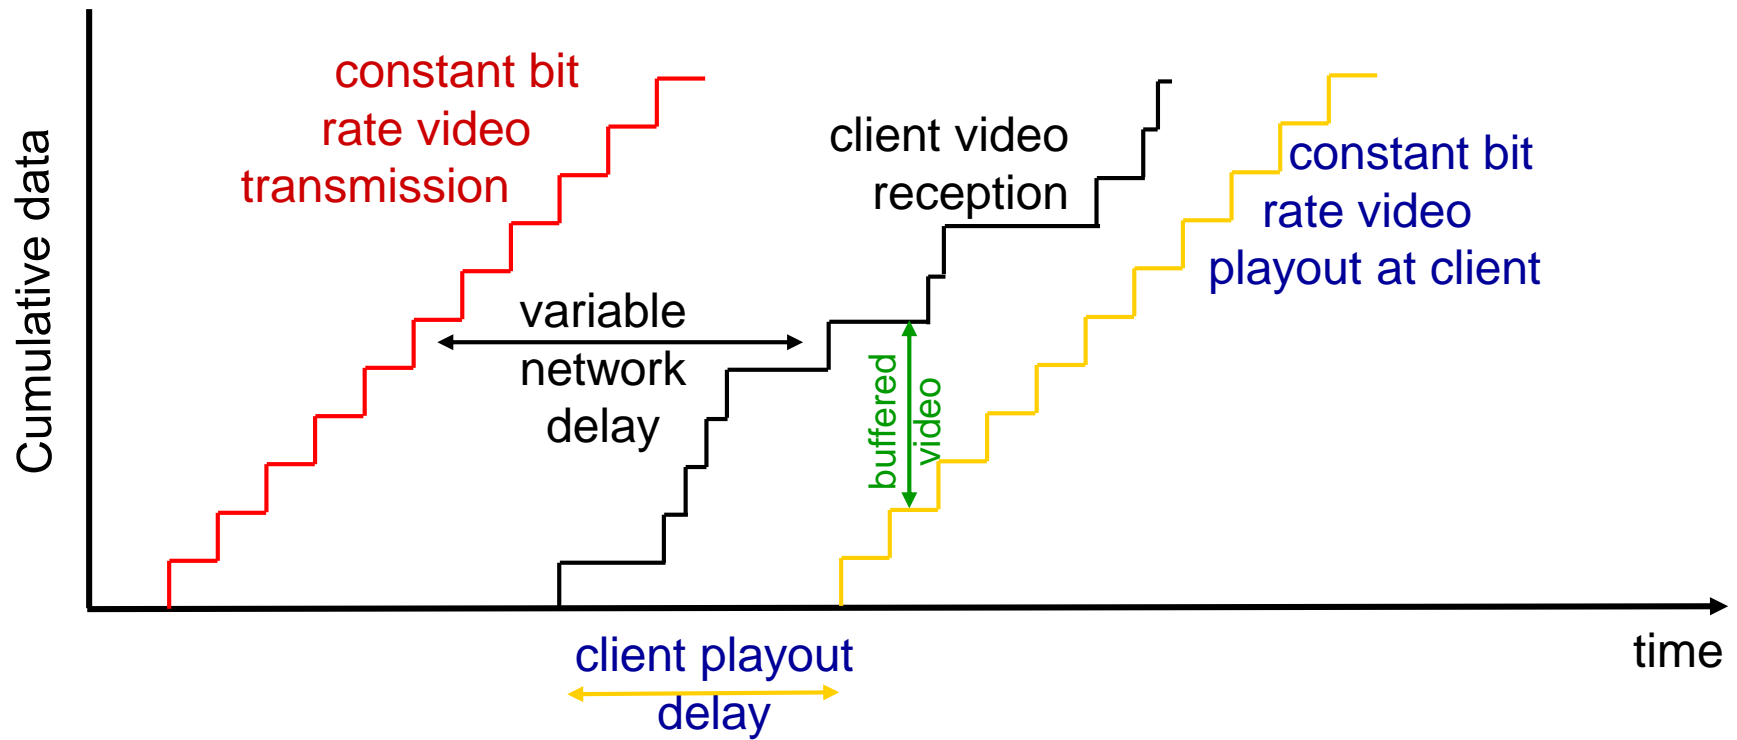 constant bit
rate video
transmission
client video
reception
constant bit
rate video
playout at client
Cumulative data
variable
network
delay
buffered
video
time
client playout
delay